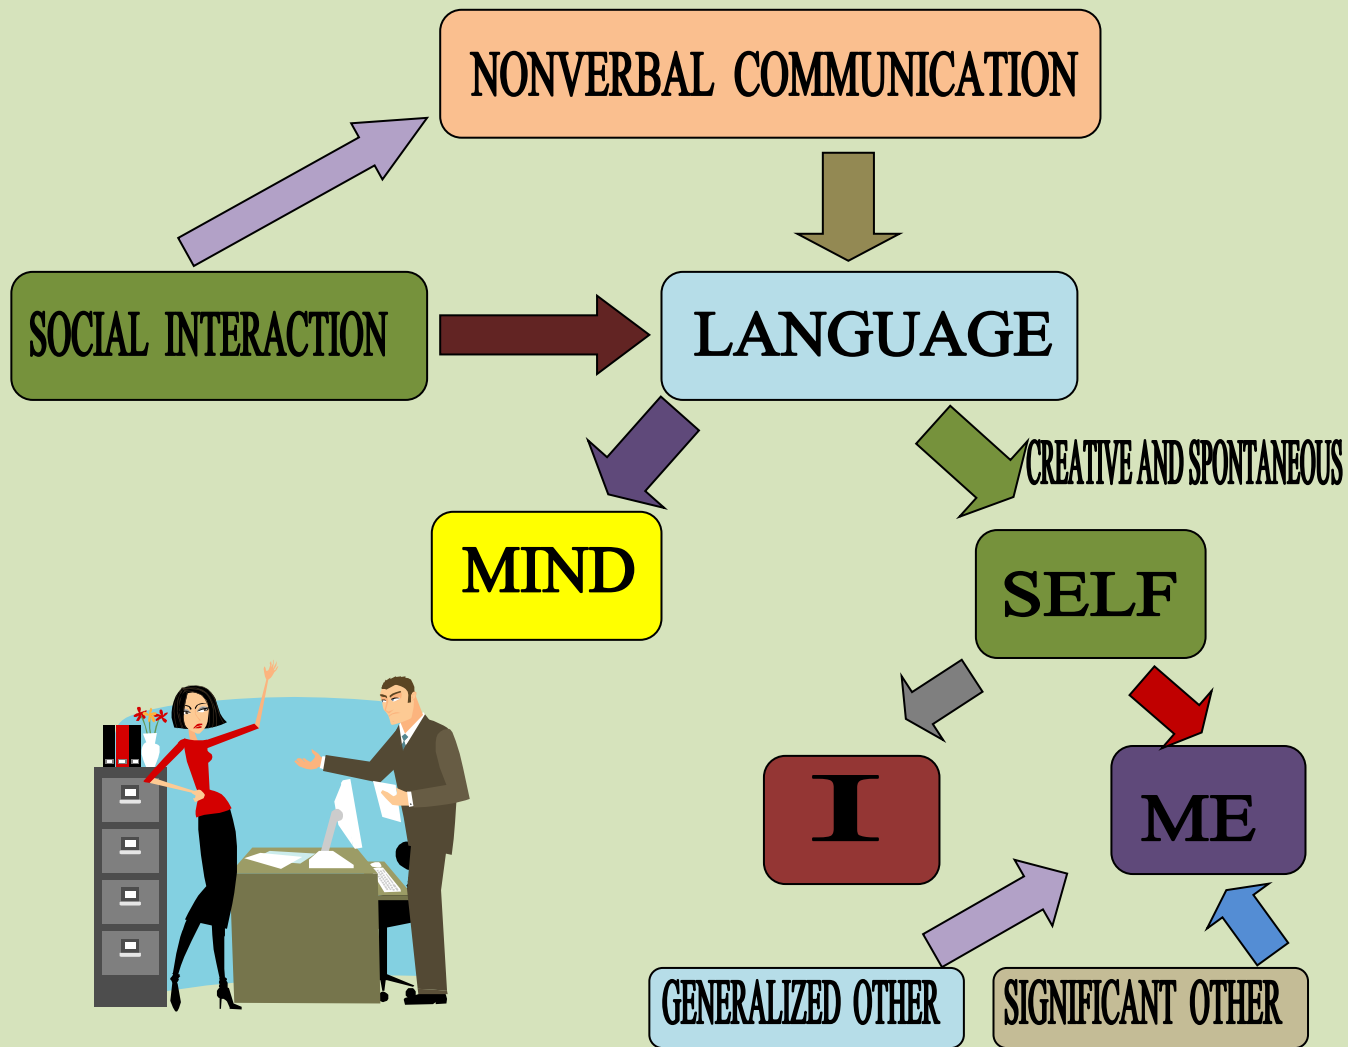 NONVERBAL COMMUNICATION
SOCIAL INTERACTION
LANGUAGE
CREATIVE AND SPONTANEOUS
MIND
SELF
I
ME
GENERALIZED OTHER
SIGNIFICANT OTHER